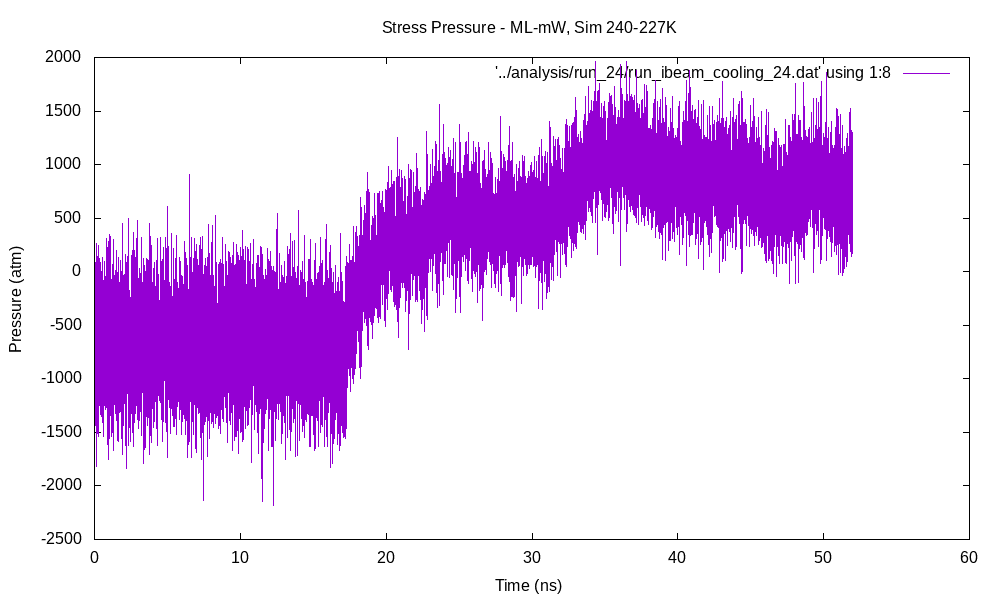 Stress Pressure - ML-mW, Sim 240-227K
'../analysis/run_24/run_ibeam_cooling_24.dat' using 1:8
2000
1500
1000
500
0
-500
-1000
-1500
-2000
-2500
Pressure (atm)
0 10 20 30 40 50 60
Time (ns)